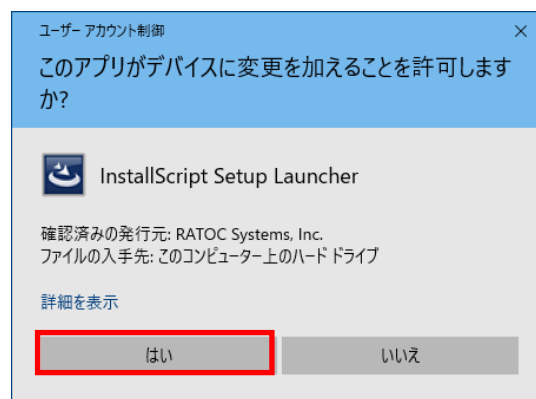 ユーザー アカウント制御
このアプリがデバイスに変更を加えることを許可します
か?
InstallScript Setup Launcher
確認済みの発行元: RATOC Systems, Inc.
ファイルの入手先: このコンピューター上のハード ドライブ
詳細を表示
はい
いいえ